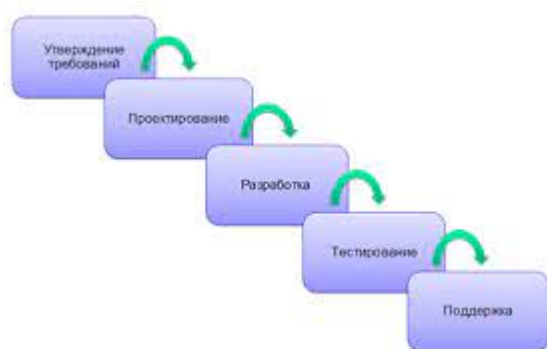 Утверждение
требований
Проектирование
Разработка
Тестирование
Поддержка